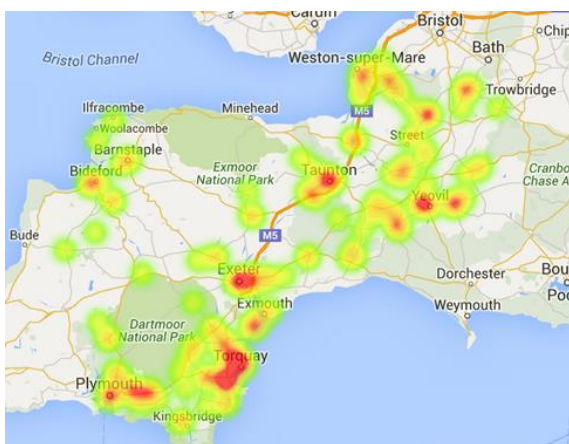 Cardiff
Bristol
Chip
Bristol Channel
Weston-super-Mare
Bath
Trowbridge
Ilfracombe
Minehead
M5
Woolacombe
Street
Barnstaple
Exmoor
National Park
Taunton
Bideford
Cranbo
Chase A
Yeovil
Bude
M5
Exeter
Dorchester
Bou
Poo
Exmouth
Weymouth
Dartmoor
National Park
Torquay
Plymouth
Kingsbridge